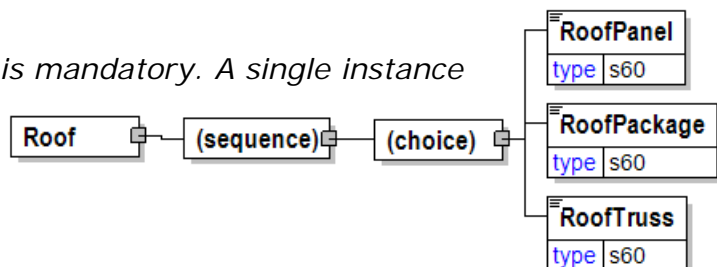 is mandatory. A single instance
Roof
(sequence)
(choice)
RoofPanel
type s60
RoofPackage
type s60
RoofTruss
type s60